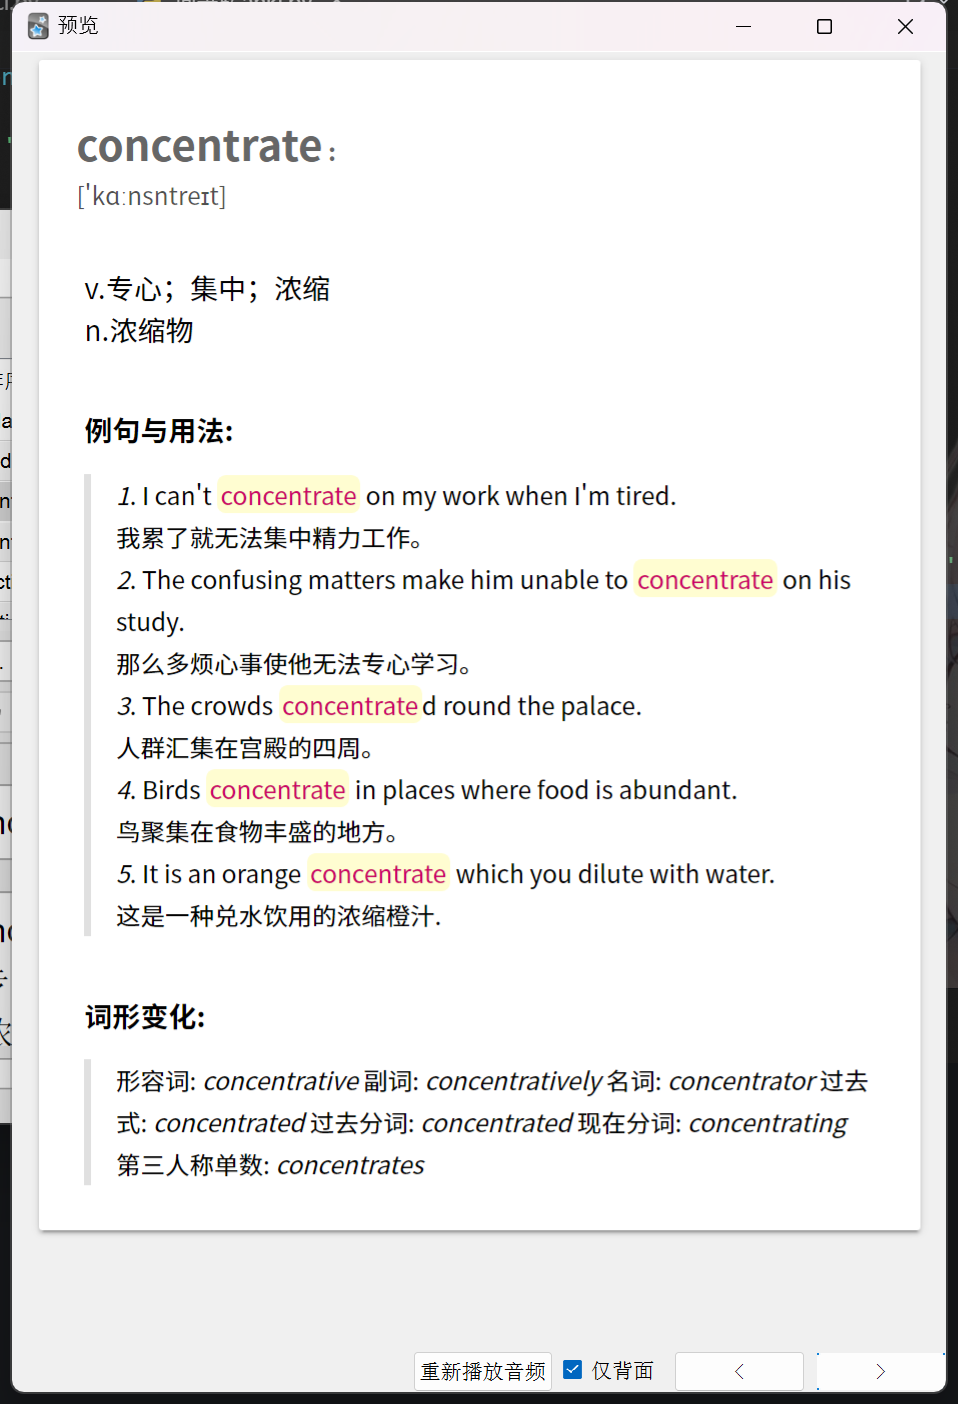 预览
concentrate：
[ˈkɑːnsntreɪt]
v.专心；集中；浓缩
n.浓缩物
例句与用法:
1. I can't concentrate on my work when I'm tired.
我累了就无法集中精力工作。
2. The confusing matters make him unable to concentrate on his
study.
那么多烦心事使他无法专心学习。
3. The crowds concentrated round the palace.
人群汇集在宫殿的四周。
4. Birds concentrate in places where food is abundant.
鸟聚集在食物丰盛的地方。
5. It is an orange concentrate which you dilute with water.
这是一种兑水饮用的浓缩橙汁.
词形变化:
形容词: concentrative 副词: concentratively 名词: concentrator 过去
式: concentrated 过去分词: concentrated 现在分词: concentrating
第三人称单数: concentrates
重新播放音频 仅背面